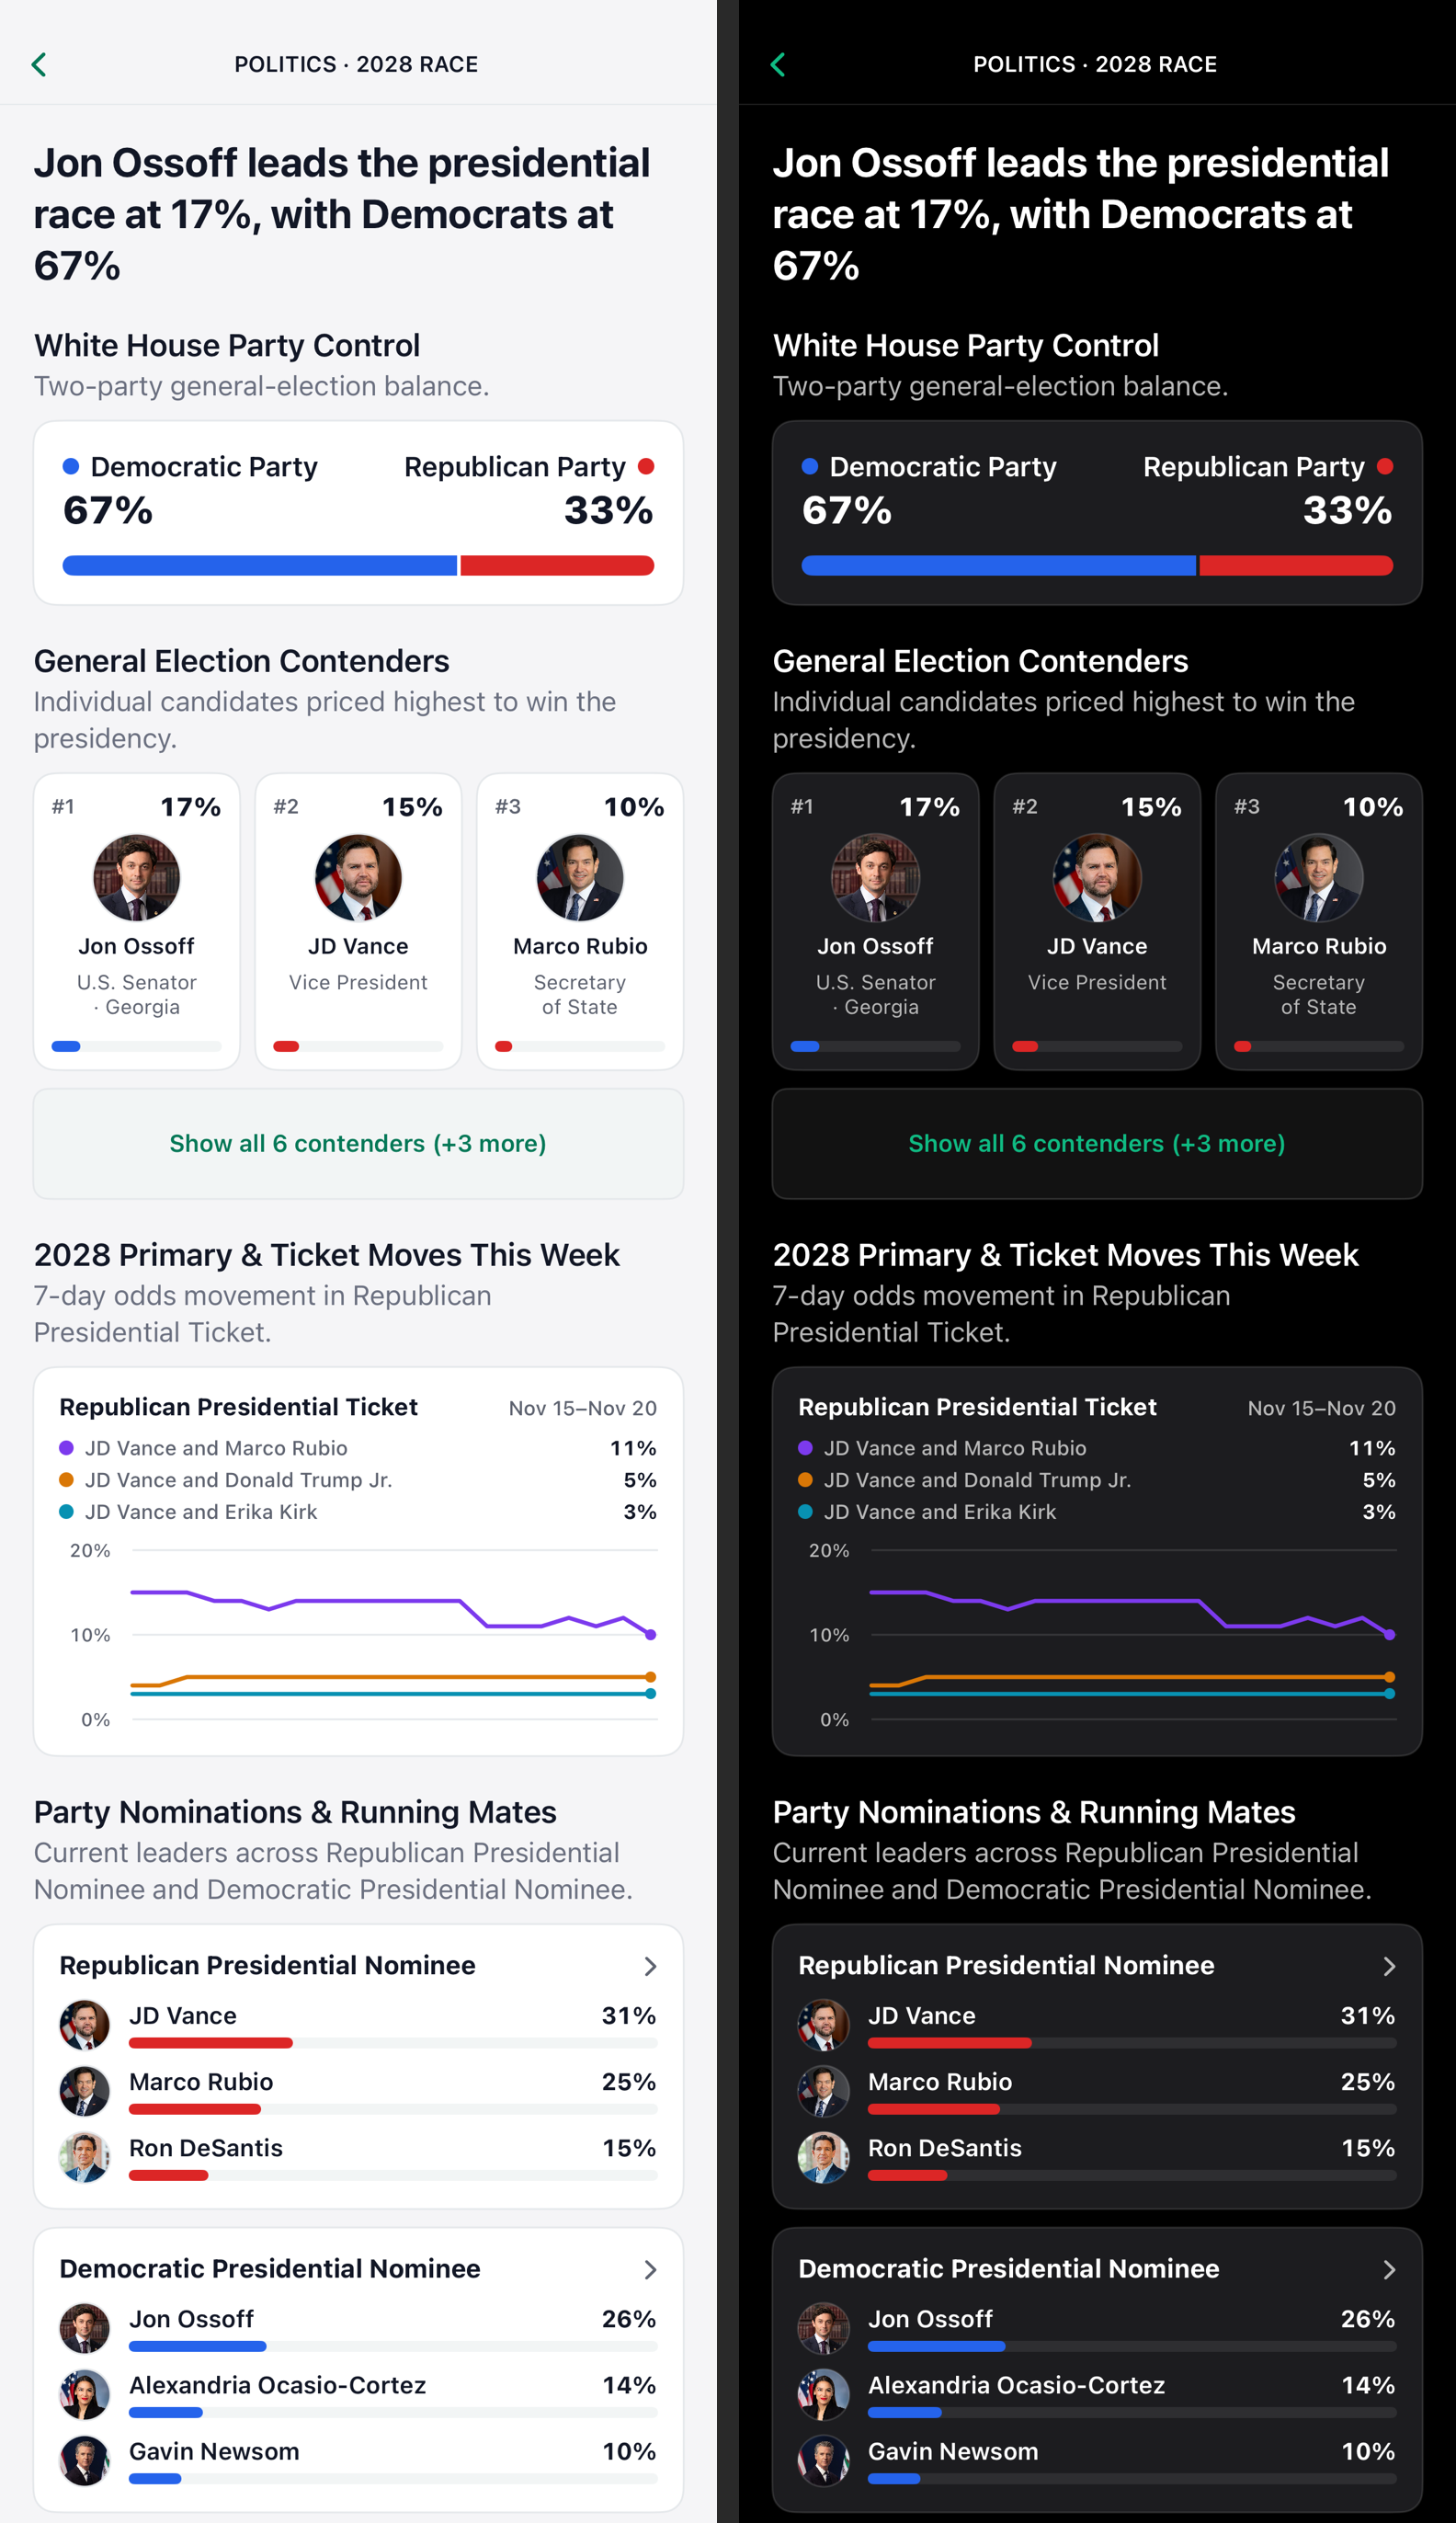 POLITICS · 2028 RACE
Jon Ossoff leads the presidential
race at 17%, with Democrats at
67%
White House Party Control
Two-party general-election balance.
Democratic Party
Republican Party
67%
33%
General Election Contenders
Individual candidates priced highest to win the
presidency.
#1 17%
Jon Ossoff
U.S. Senator
· Georgia
#2 15%
JD Vance
Vice President
#3 10%
Marco Rubio
Secretary
of State
Show all 6 contenders (+3 more)
2028 Primary & Ticket Moves This Week
7-day odds movement in Republican
Presidential Ticket.
Republican Presidential Ticket Nov 15–Nov 20
JD Vance and Marco Rubio 11%
JD Vance and Donald Trump Jr. 5%
JD Vance and Erika Kirk 3%
20%
10%
0%
Party Nominations & Running Mates
Current leaders across Republican Presidential
Nominee and Democratic Presidential Nominee.
Republican Presidential Nominee
JD Vance 31%
Marco Rubio 25%
Ron DeSantis 15%
Democratic Presidential Nominee
Jon Ossoff 26%
Alexandria Ocasio-Cortez 14%
Gavin Newsom 10%
POLITICS · 2028 RACE
Jon Ossoff leads the presidential
race at 17%, with Democrats at
67%
White House Party Control
Two-party general-election balance.
Democratic Party
Republican Party
67%
33%
General Election Contenders
Individual candidates priced highest to win the
presidency.
#1 17%
Jon Ossoff
U.S. Senator
· Georgia
#2 15%
JD Vance
Vice President
#3 10%
Marco Rubio
Secretary
of State
Show all 6 contenders (+3 more)
2028 Primary & Ticket Moves This Week
7-day odds movement in Republican
Presidential Ticket.
Republican Presidential Ticket Nov 15–Nov 20
JD Vance and Marco Rubio 11%
JD Vance and Donald Trump Jr. 5%
JD Vance and Erika Kirk 3%
20%
10%
0%
Party Nominations & Running Mates
Current leaders across Republican Presidential
Nominee and Democratic Presidential Nominee.
Republican Presidential Nominee
JD Vance 31%
Marco Rubio 25%
Ron DeSantis 15%
Democratic Presidential Nominee
Jon Ossoff 26%
Alexandria Ocasio-Cortez 14%
Gavin Newsom 10%